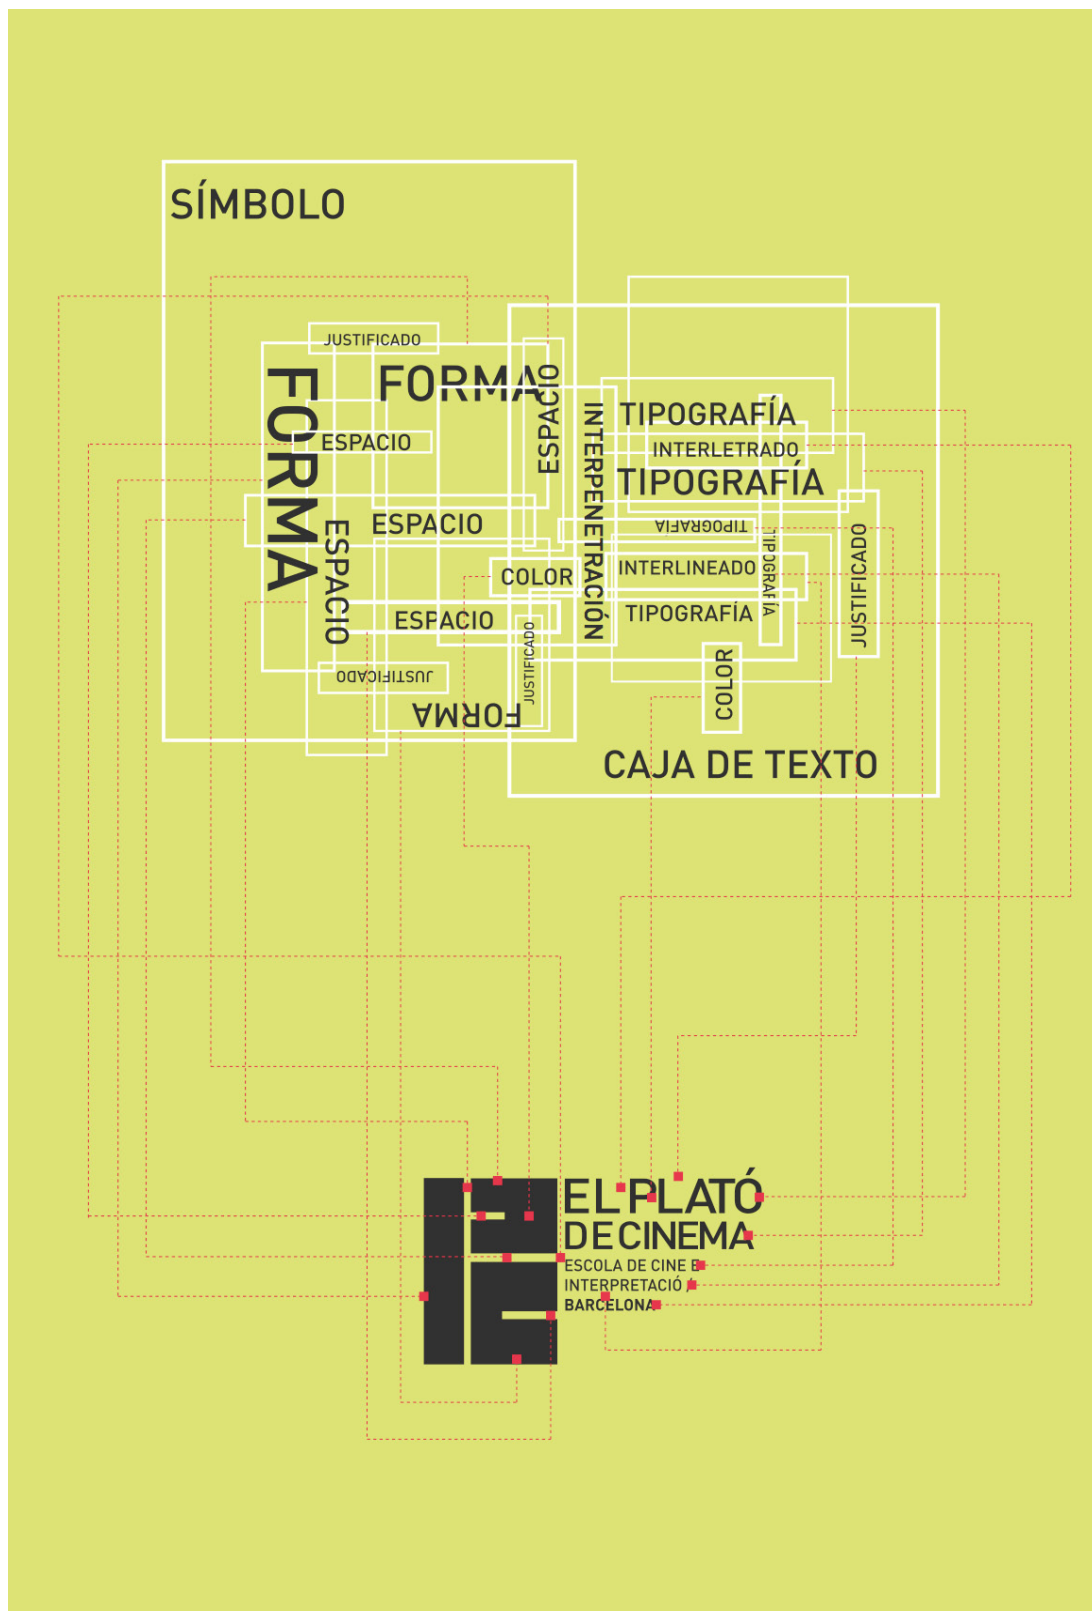 SÍMBOLO
JUSTIFICADO
FORMA
FORMA
ESPACIO
ESPACIO
ESPACIO
ESPACIO
ESPACIO
JUSTIFICADO
FORMA
JUSTIFICADO
COLOR
INTERPENETRACIÓN
TIPOGRAFÍA
INTERLETRADO
TIPOGRAFÍA
TIPOGRAFÍA
TIPOGRAFÍA
INTERLINEADO
TIPOGRAFÍA
JUSTIFICADO
COLOR
CAJA DE TEXTO
EL PLATÓ
DE CINEMA
ESCOLA DE CINE E
INTERPRETACIÓ /
BARCELONA